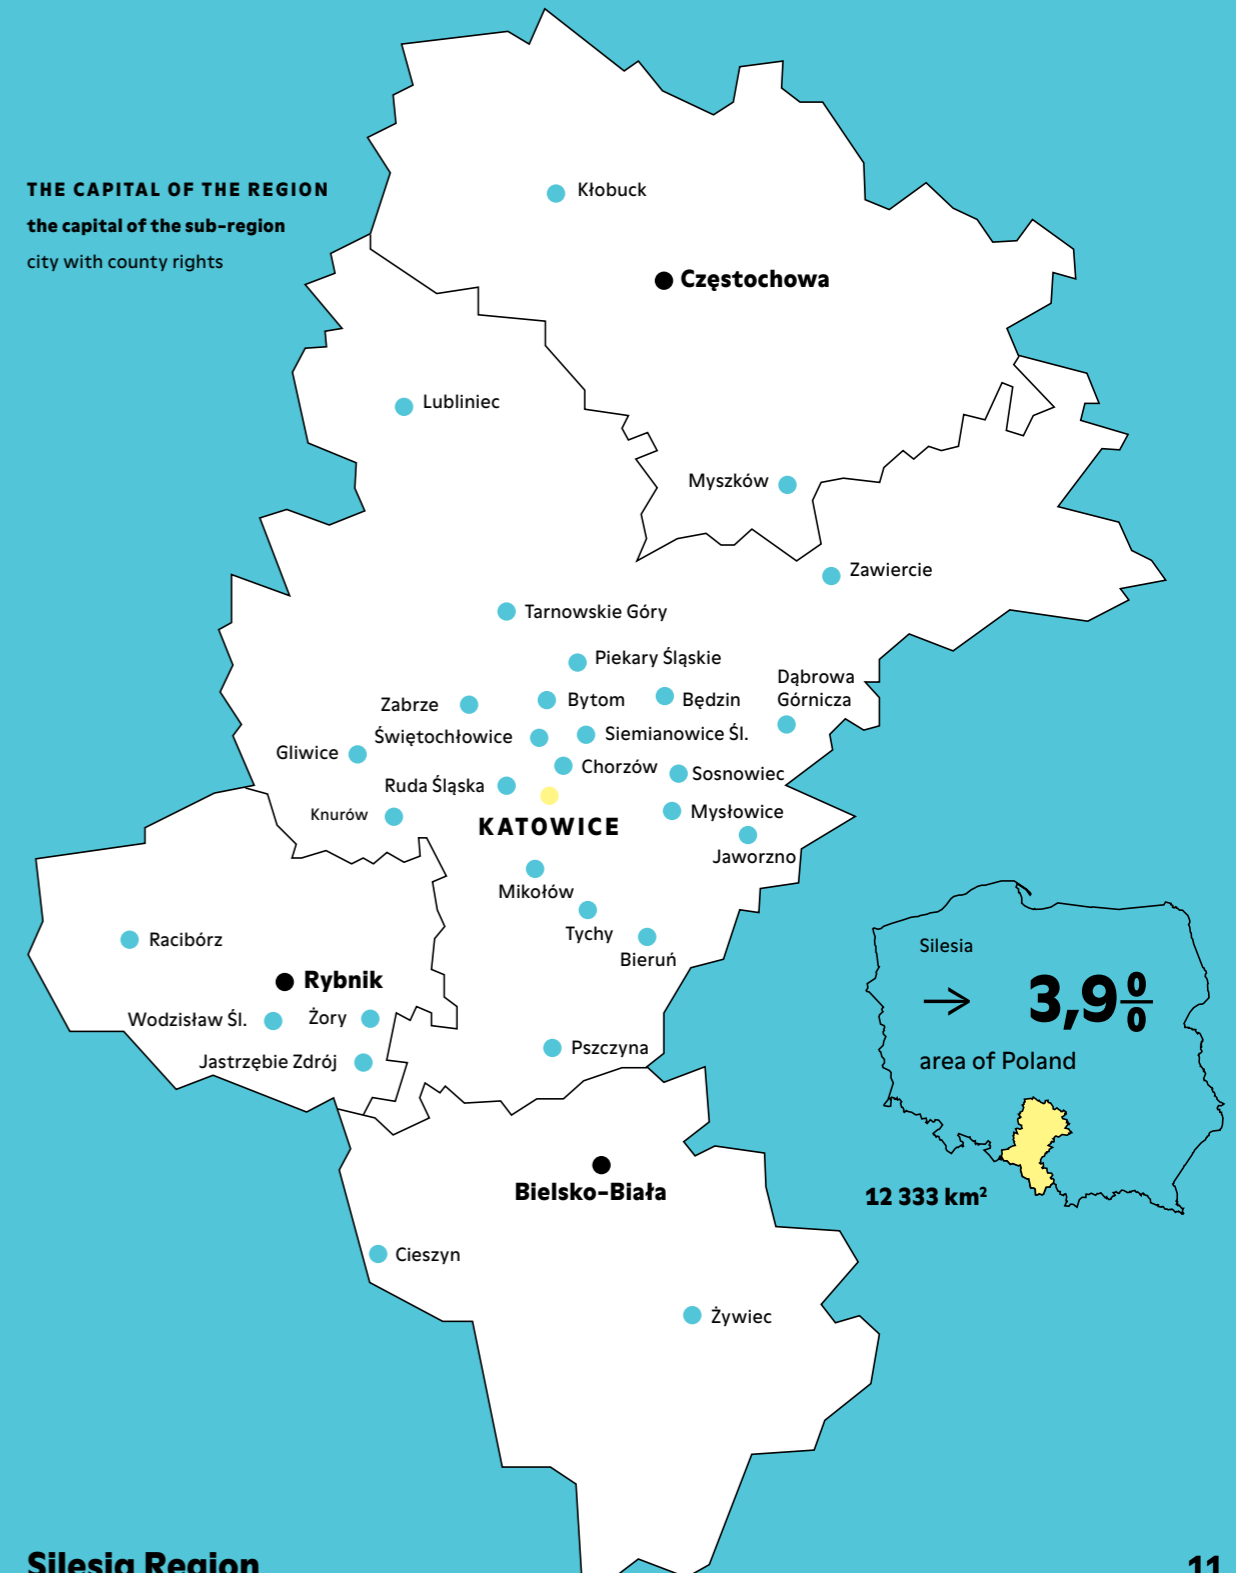 THE CAPITAL OF THE REGION
the capital of the sub-region
city with county rights
Kłobuck
Częstochowa
Lubliniec
Myszków
Zawiercie
Tarnowskie Góry
Piekary Śląskie
Dąbrowa
Górnicza
Zabrze
Bytom
Będzin
Świętochłowice
Siemianowice Śl.
Gliwice
Chorzów
Sosnowiec
Ruda Śląska
Knurów
KATOWICE
Mysłowice
Jaworzno
Mikołów
Tychy
Bieruń
Racibórz
Rybnik
Wodzisław Śl.
Żory
Jastrzębie Zdrój
Pszczyna
Silesia
→ 3,9%
area of Poland
12 333 km²
Bielsko-Biała
Cieszyn
Żywiec
Silesia Region
11